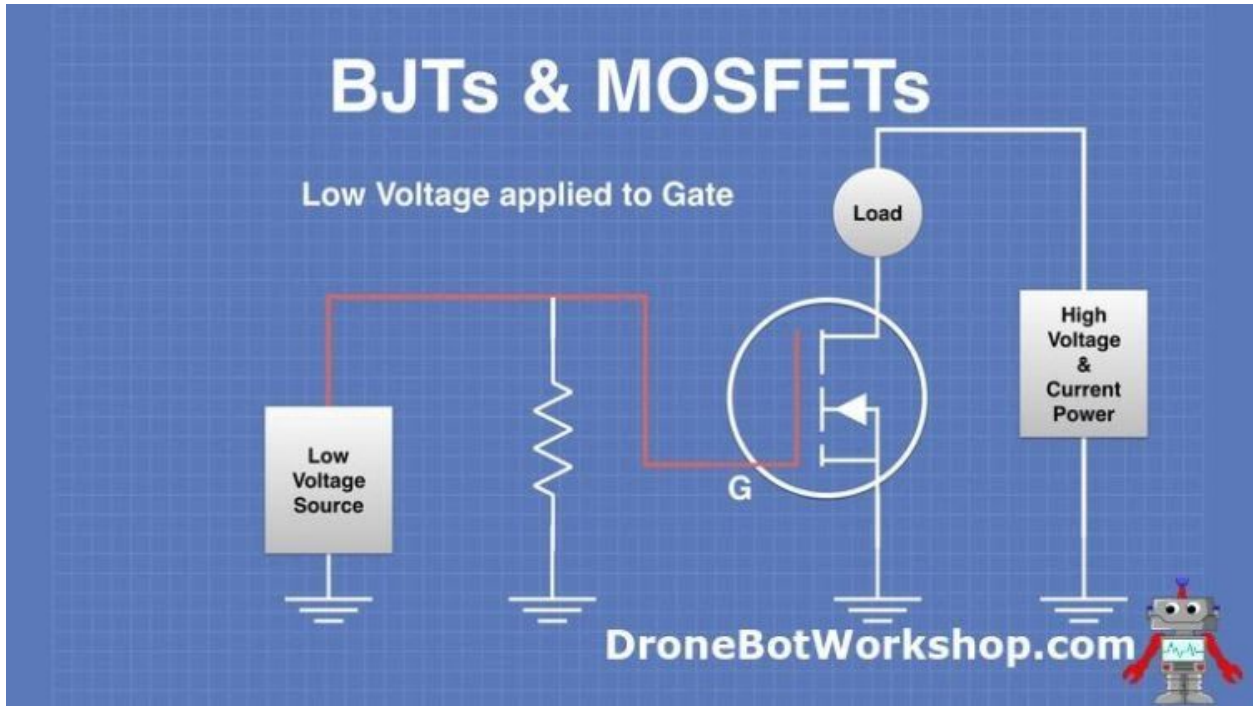 BJTs & MOSFETs
Low Voltage applied to Gate
Load
High
Voltage
&
Current
Power
Low
Voltage
Source
G
DroneBotWorkshop.com